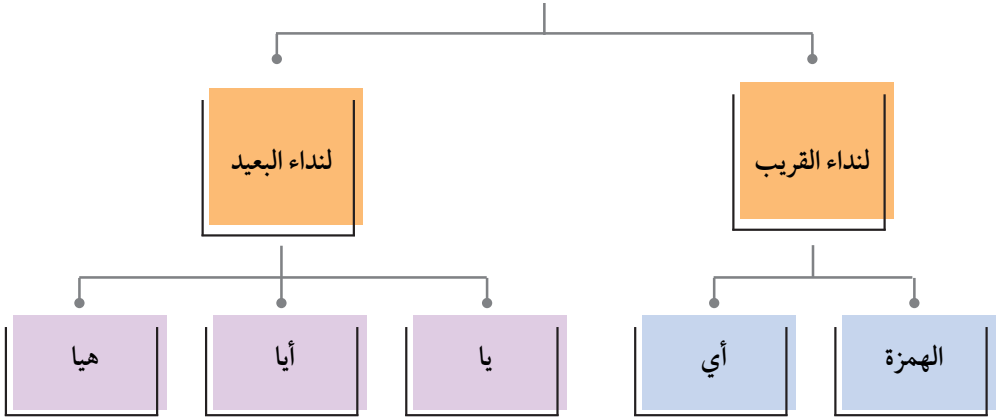 لنداء القريب
لنداء البعيد
الهمزة
أي
يا
أيا
هيا